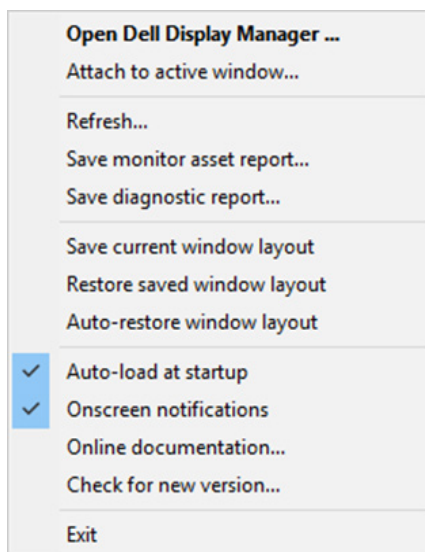 Open Dell Display Manager ...
Attach to active window...
Refresh...
Save monitor asset report...
Save diagnostic report...
Save current window layout
Restore saved window layout
Auto-restore window layout
Auto-load at startup
Onscreen notifications
Online documentation...
Check for new version...
Exit